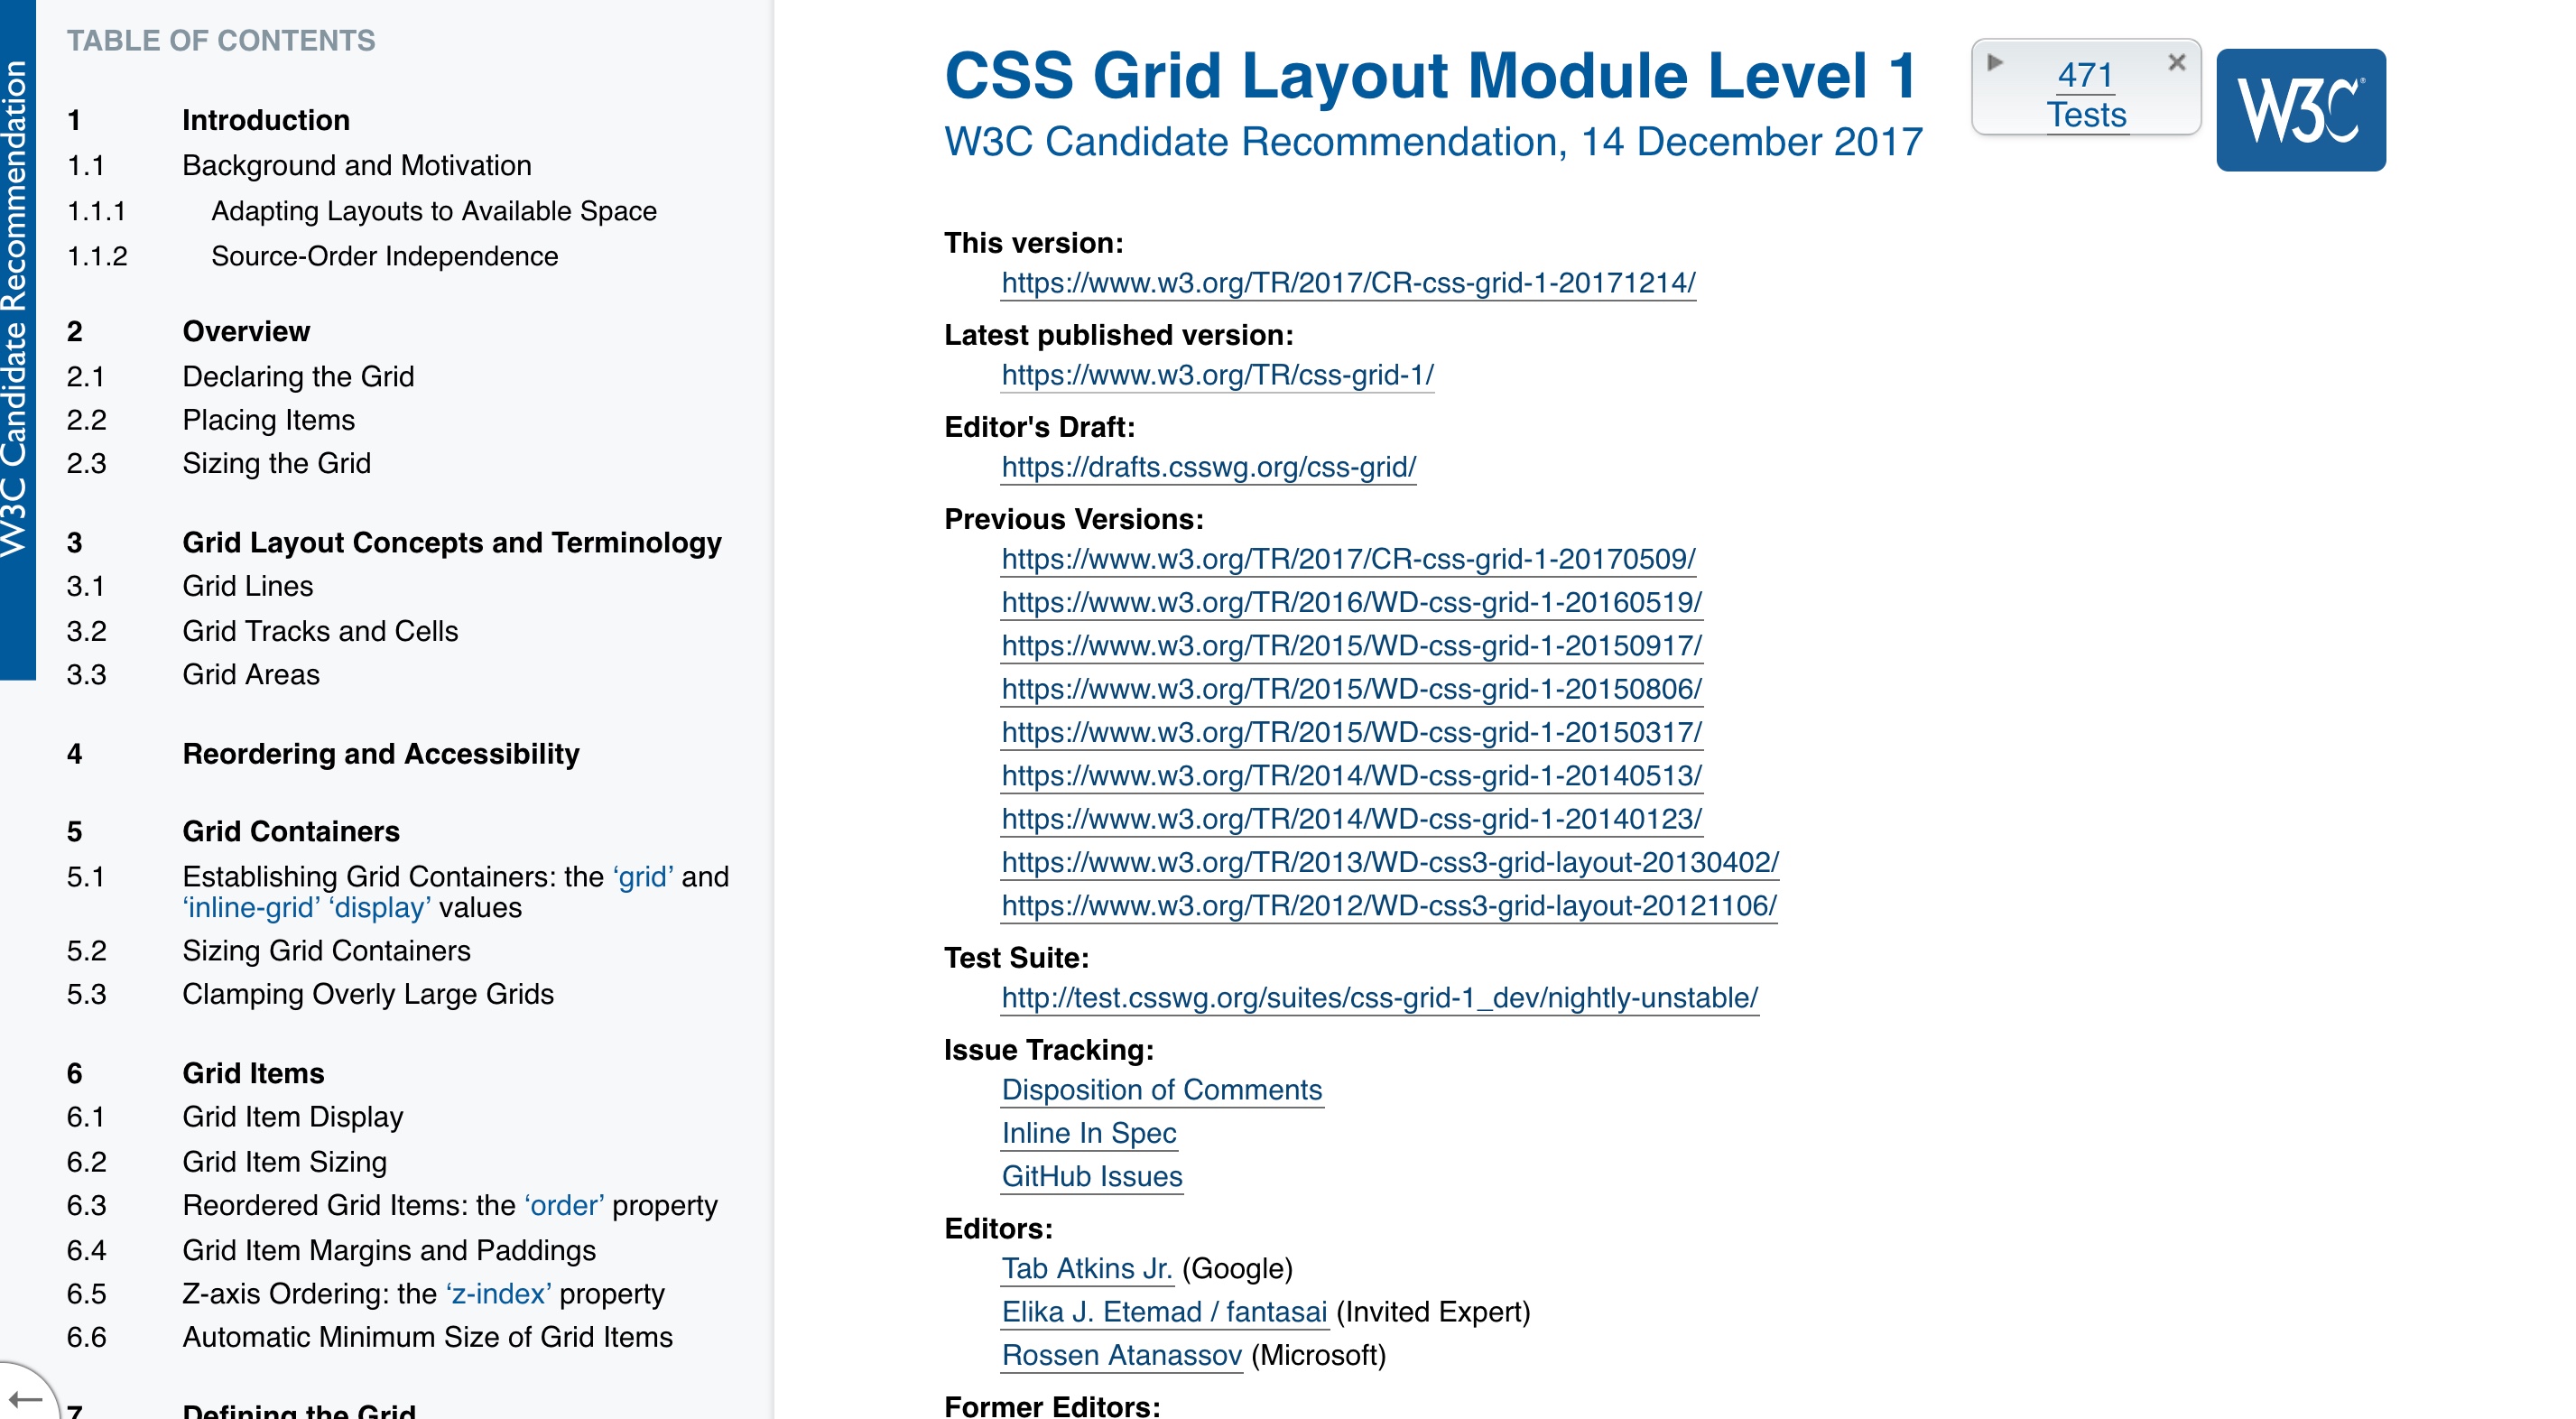 W3C Candidate Recommendation
TABLE OF CONTENTS
1 Introduction
1.1 Background and Motivation
1.1.1 Adapting Layouts to Available Space
1.1.2 Source-Order Independence
2 Overview
2.1 Declaring the Grid
2.2 Placing Items
2.3 Sizing the Grid
3 Grid Layout Concepts and Terminology
3.1 Grid Lines
3.2 Grid Tracks and Cells
3.3 Grid Areas
4 Reordering and Accessibility
5 Grid Containers
5.1 Establishing Grid Containers: the ‘grid’ and
‘inline-grid’ ‘display’ values
5.2 Sizing Grid Containers
5.3 Clamping Overly Large Grids
6 Grid Items
6.1 Grid Item Display
6.2 Grid Item Sizing
6.3 Reordered Grid Items: the ‘order’ property
6.4 Grid Item Margins and Paddings
6.5 Z-axis Ordering: the ‘z-index’ property
6.6 Automatic Minimum Size of Grid Items
7 Defining the Grid
CSS Grid Layout Module Level 1
W3C Candidate Recommendation, 14 December 2017
471
Tests
W3C®
This version:
https://www.w3.org/TR/2017/CR-css-grid-1-20171214/
Latest published version:
https://www.w3.org/TR/css-grid-1/
Editor's Draft:
https://drafts.csswg.org/css-grid/
Previous Versions:
https://www.w3.org/TR/2017/CR-css-grid-1-20170509/
https://www.w3.org/TR/2016/WD-css-grid-1-20160519/
https://www.w3.org/TR/2015/WD-css-grid-1-20150917/
https://www.w3.org/TR/2015/WD-css-grid-1-20150806/
https://www.w3.org/TR/2015/WD-css-grid-1-20150317/
https://www.w3.org/TR/2014/WD-css-grid-1-20140513/
https://www.w3.org/TR/2014/WD-css-grid-1-20140123/
https://www.w3.org/TR/2013/WD-css3-grid-layout-20130402/
https://www.w3.org/TR/2012/WD-css3-grid-layout-20121106/
Test Suite:
http://test.csswg.org/suites/css-grid-1_dev/nightly-unstable/
Issue Tracking:
Disposition of Comments
Inline In Spec
GitHub Issues
Editors:
Tab Atkins Jr. (Google)
Elika J. Etemad / fantasai (Invited Expert)
Rossen Atanassov (Microsoft)
Former Editors: